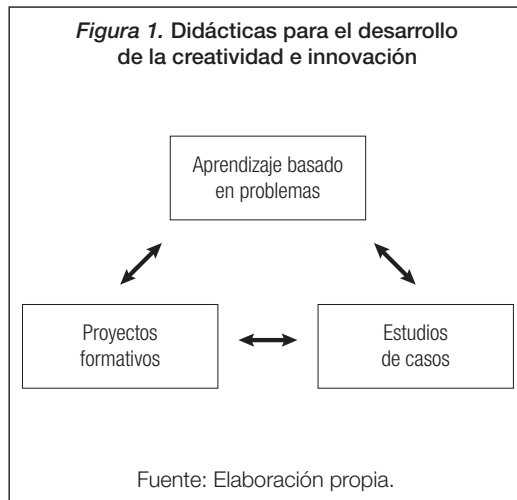 Figura 1. Didácticas para el desarrollo
de la creatividad e innovación
Aprendizaje basado
en problemas
Proyectos
formativos
Estudios
de casos
Fuente: Elaboración propia.